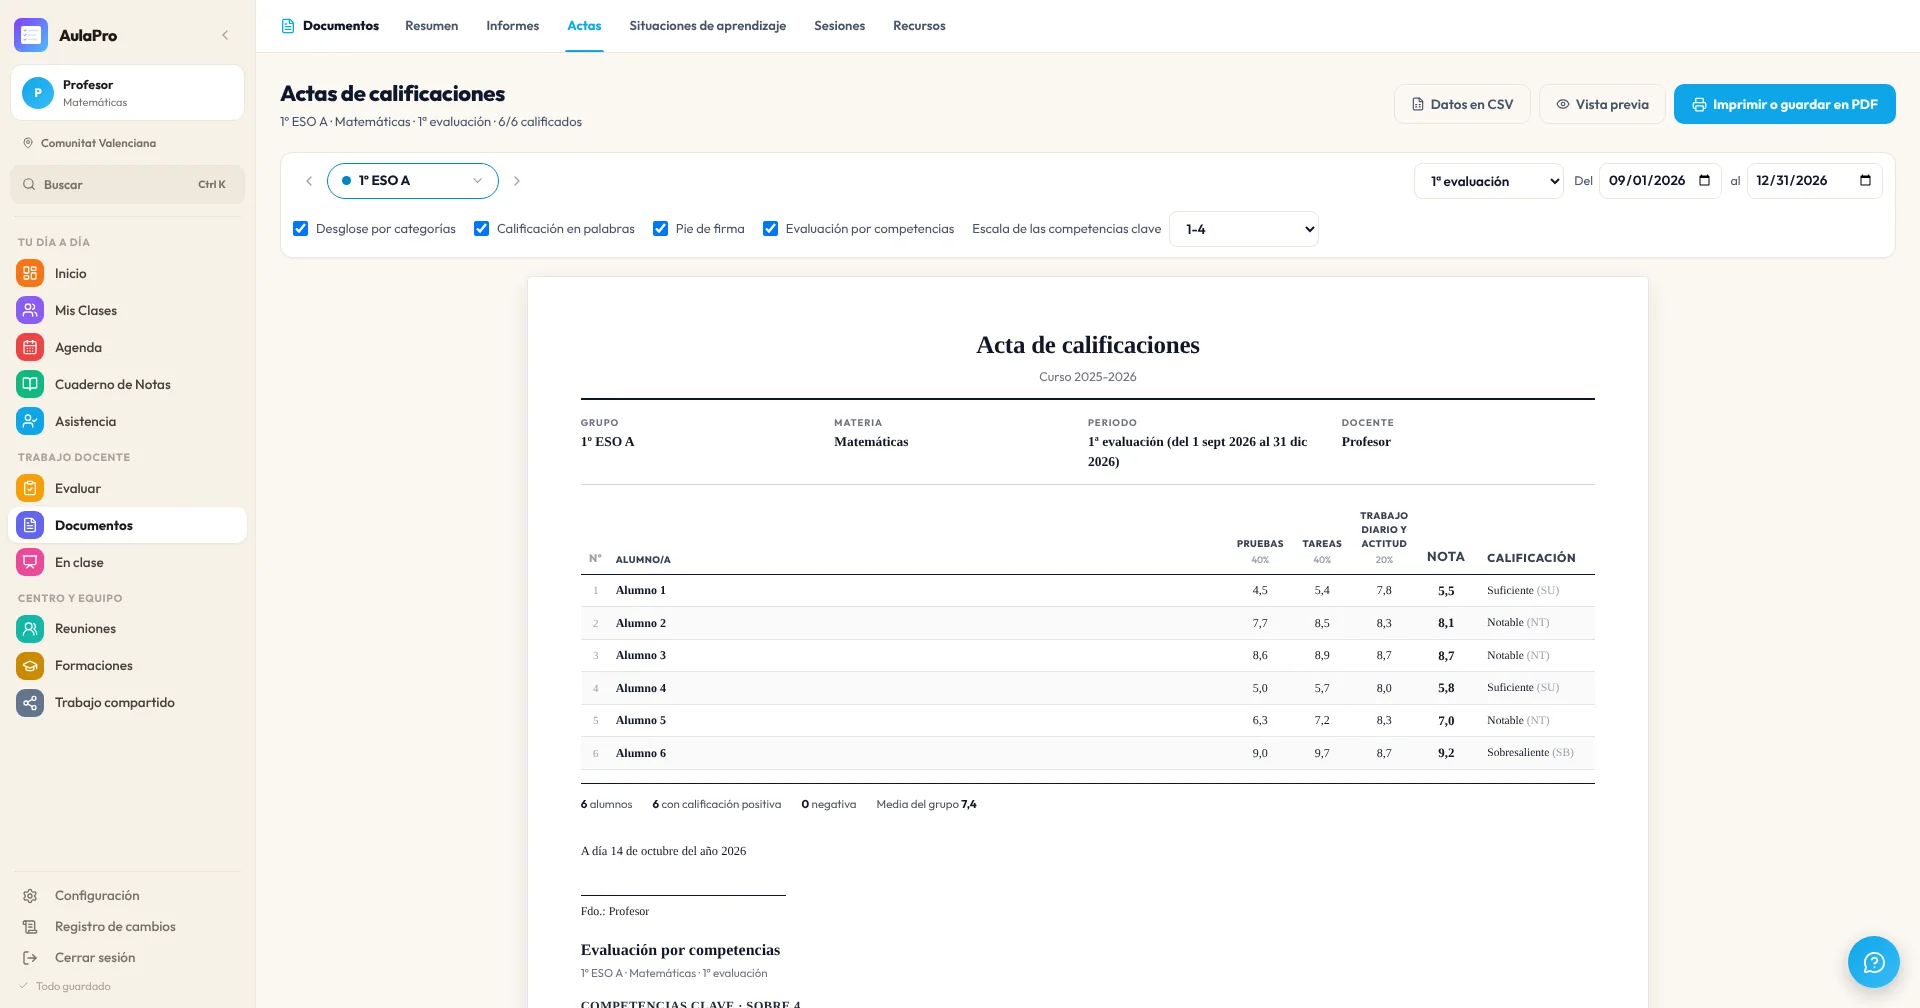 AulaPro
P
Profesor
Matemáticas
Comunitat Valenciana
Buscar Ctrl K
TU DÍA A DÍA
Inicio
Mis Clases
Agenda
Cuaderno de Notas
Asistencia
TRABAJO DOCENTE
Evaluar
Documentos
En clase
CENTRO Y EQUIPO
Reuniones
Formaciones
Trabajo compartido
Configuración
Registro de cambios
Cerrar sesión
Todo guardado
Documentos Resumen Informes Actas Situaciones de aprendizaje Sesiones Recursos
Actas de calificaciones
1º ESO A · Matemáticas · 1ª evaluación · 6/6 calificados
Datos en CSV Vista previa Imprimir o guardar en PDF
1º ESO A 1ª evaluación Del 09/01/2026 al 12/31/2026
Desglose por categorías Calificación en palabras Pie de firma Evaluación por competencias Escala de las competencias clave 1-4
Acta de calificaciones
Curso 2025-2026
GRUPO MATERIA PERIODO DOCENTE
1º ESO A Matemáticas 1ª evaluación (del 1 sept 2026 al 31 dic 2026) Profesor
Nº ALUMNO/A PRUEBAS 40% TAREAS 40% TRABAJO DIARIO Y ACTITUD 20% NOTA CALIFICACIÓN
1 Alumno 1 4,5 5,4 7,8 5,5 Suficiente (SU)
2 Alumno 2 7,7 8,5 8,3 8,1 Notable (NT)
3 Alumno 3 8,6 8,9 8,7 8,7 Notable (NT)
4 Alumno 4 5,0 5,7 8,0 5,8 Suficiente (SU)
5 Alumno 5 6,3 7,2 8,3 7,0 Notable (NT)
6 Alumno 6 9,0 9,7 8,7 9,2 Sobresaliente (SB)
6 alumnos 6 con calificación positiva 0 negativa Media del grupo 7,4
A día 14 de octubre del año 2026
Fdo.: Profesor
Evaluación por competencias
1º ESO A · Matemáticas · 1ª evaluación
COMPETENCIAS CLAVE · SOBRE 4